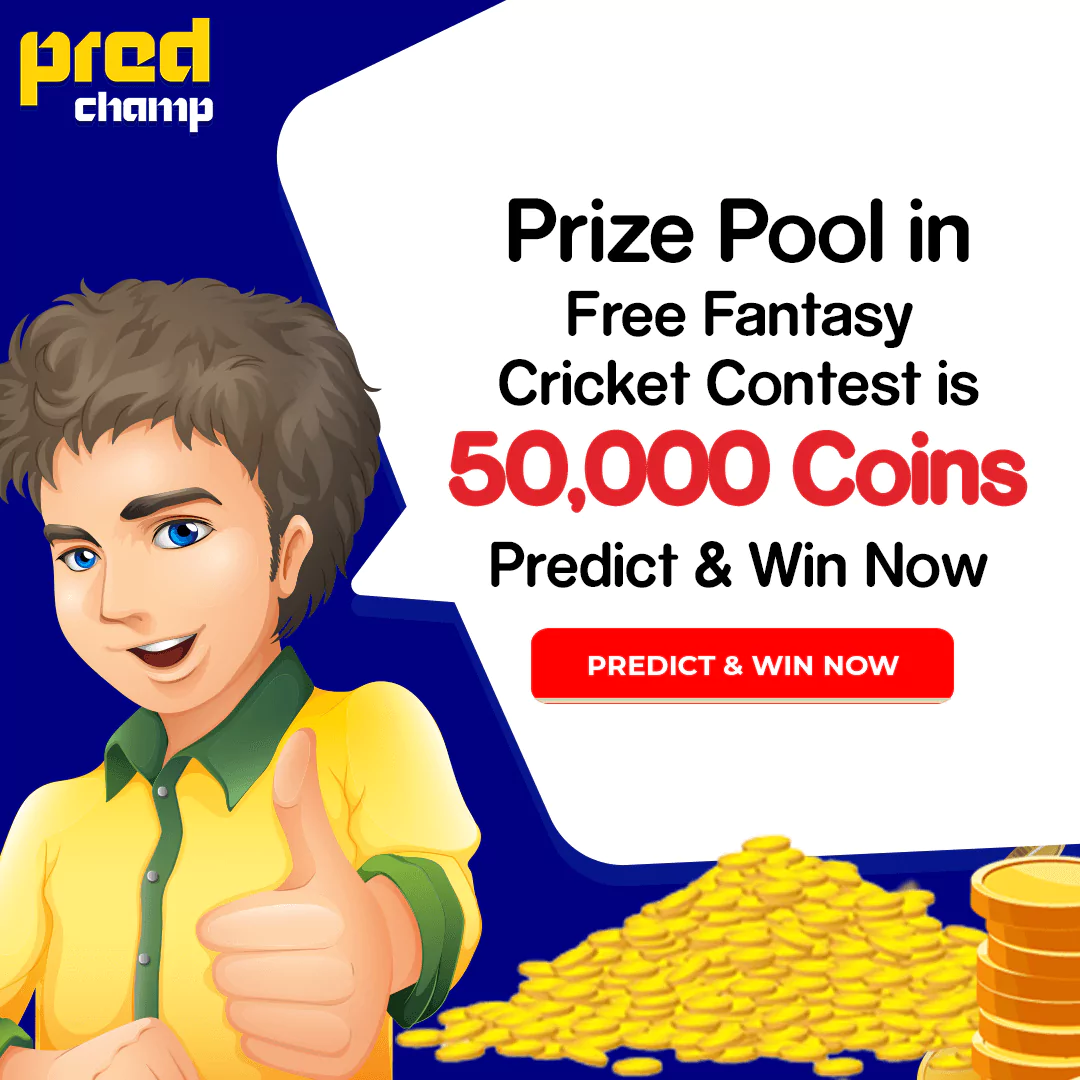 pred
champ
Prize Pool in
Free Fantasy
Cricket Contest is
50,000 Coins
Predict & Win Now
PREDICT & WIN NOW